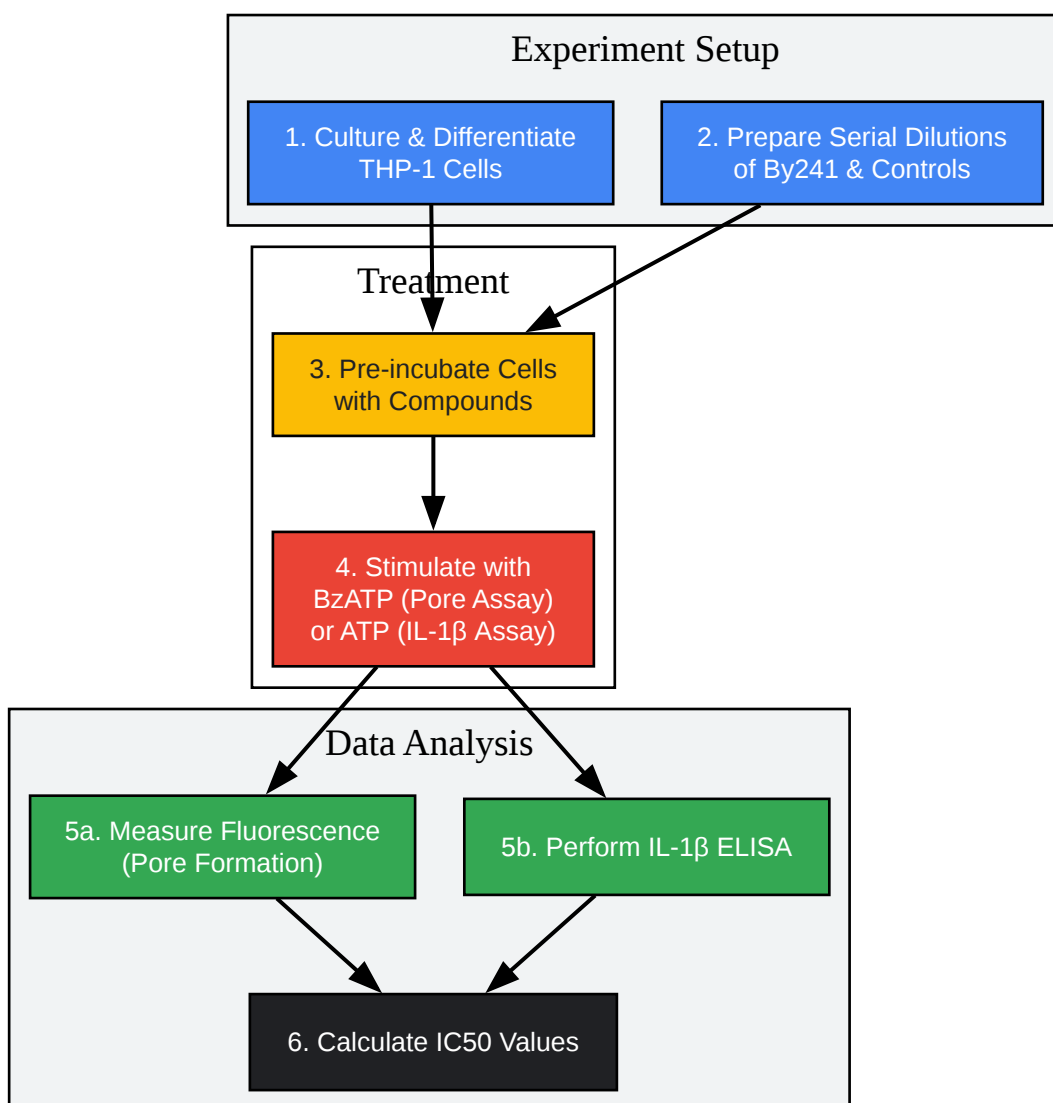 Experiment Setup
1. Culture & Differentiate
THP-1 Cells
2. Prepare Serial Dilutions
of By241 & Controls
Treatment
3. Pre-incubate Cells
with Compounds
4. Stimulate with
BzATP (Pore Assay)
or ATP (IL-1β Assay)
Data Analysis
5a. Measure Fluorescence
(Pore Formation)
5b. Perform IL-1β ELISA
6. Calculate IC50 Values